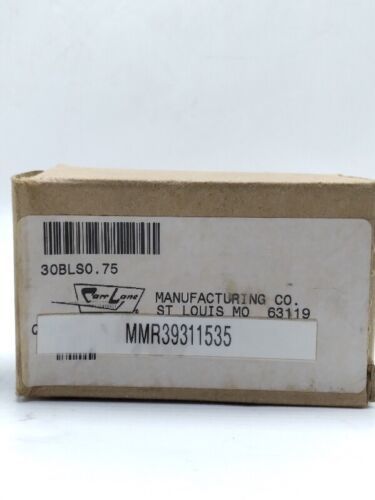 30BLS0.75
Carr Lane
MANUFACTURING CO.
ST LOUIS MO 63119
MMR39311535